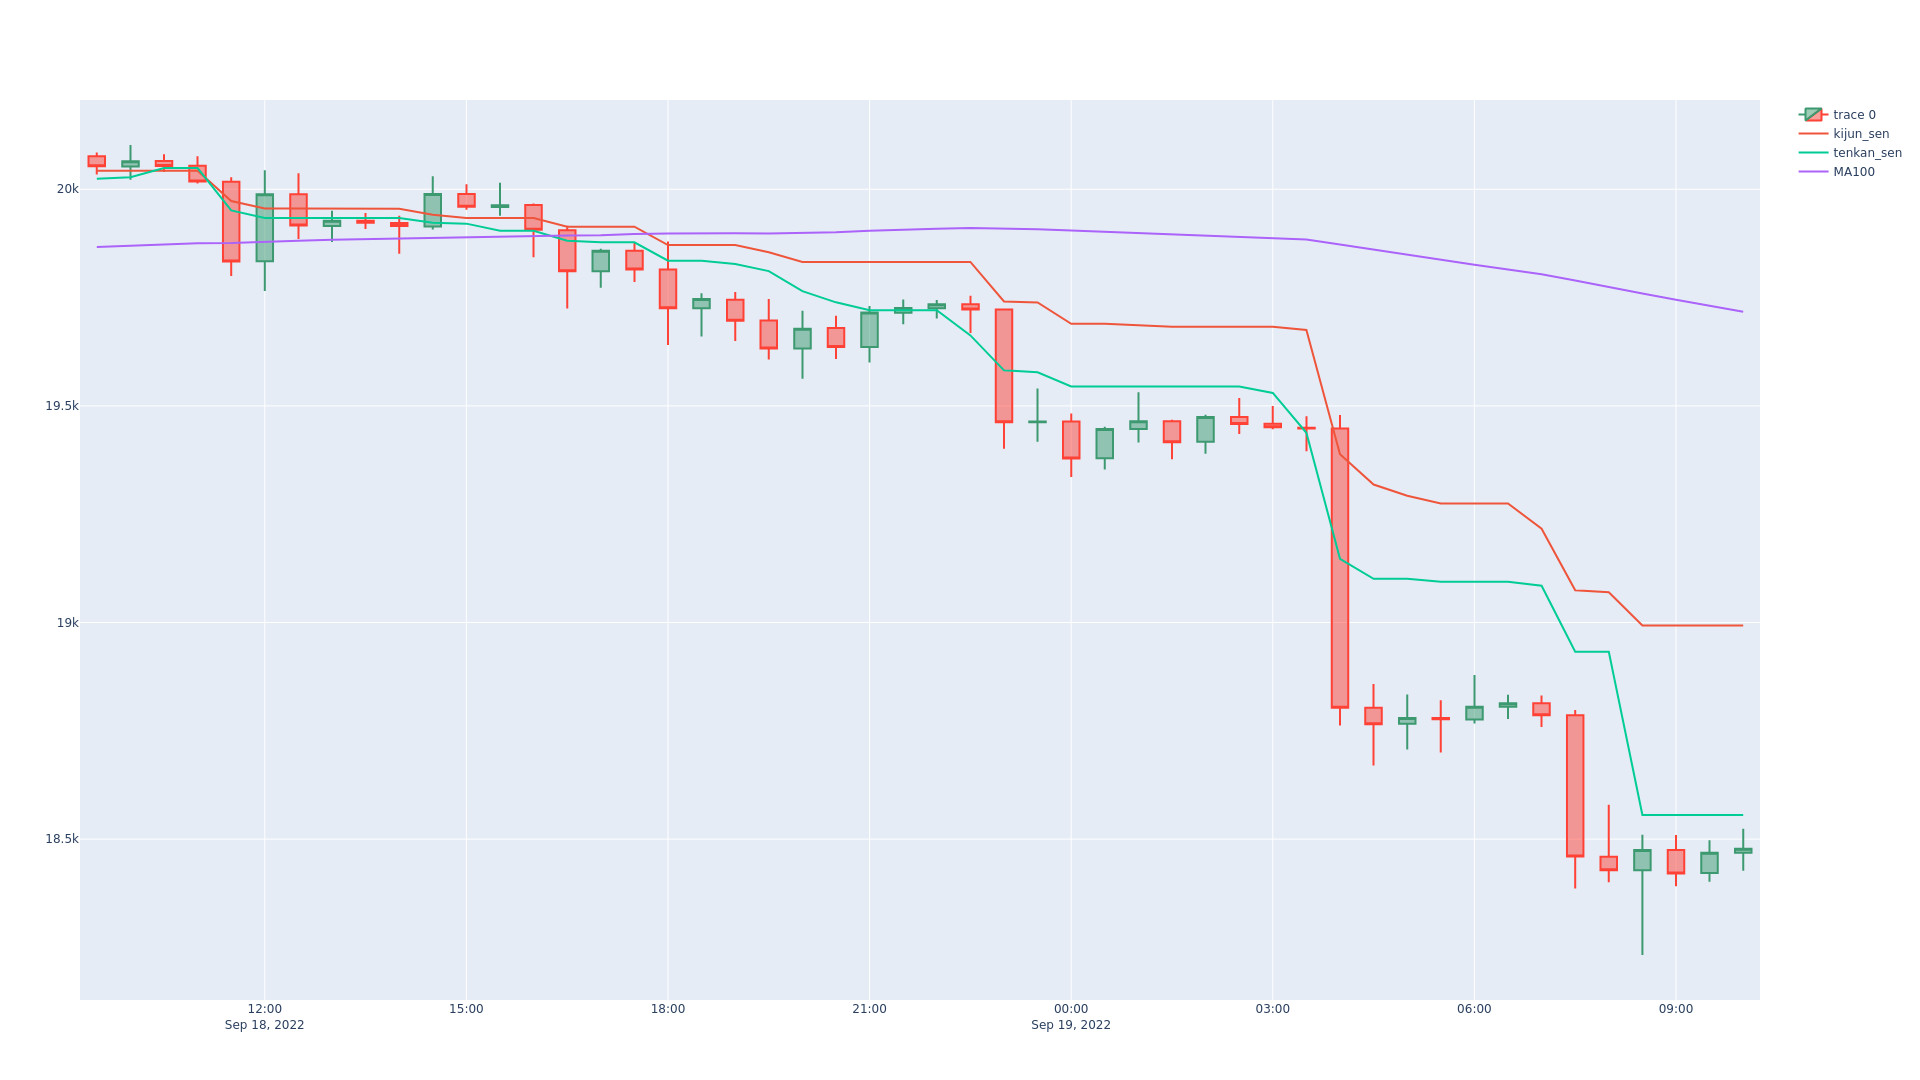 trace 0
kijun_sen
tenkan_sen
MA100
20k
19.5k
19k
18.5k
12:00 15:00 18:00 21:00 00:00 03:00 06:00 09:00
Sep 18, 2022 Sep 19, 2022